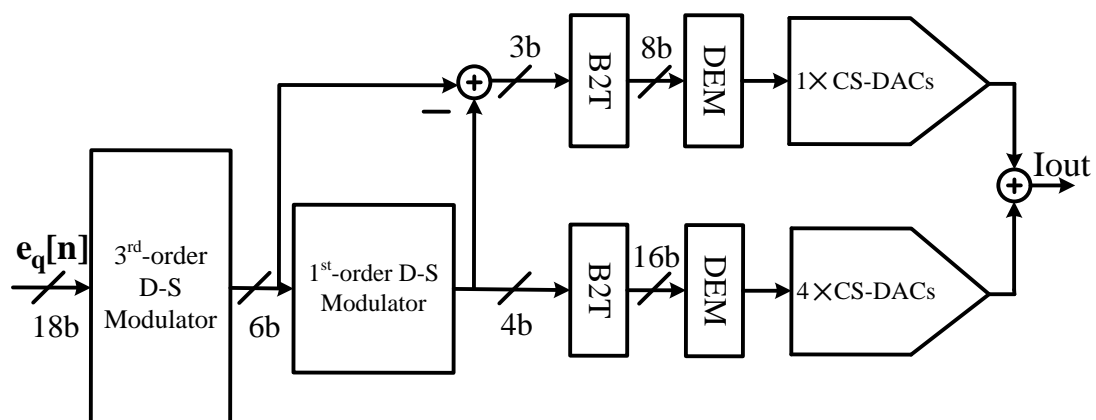 3b
8b
B2T
DEM
1× CS-DACs
Iout
e_q[n]
18b
3rd-order
D-S
Modulator
6b
1st-order D-S
Modulator
4b
B2T
16b
DEM
4×CS-DACs